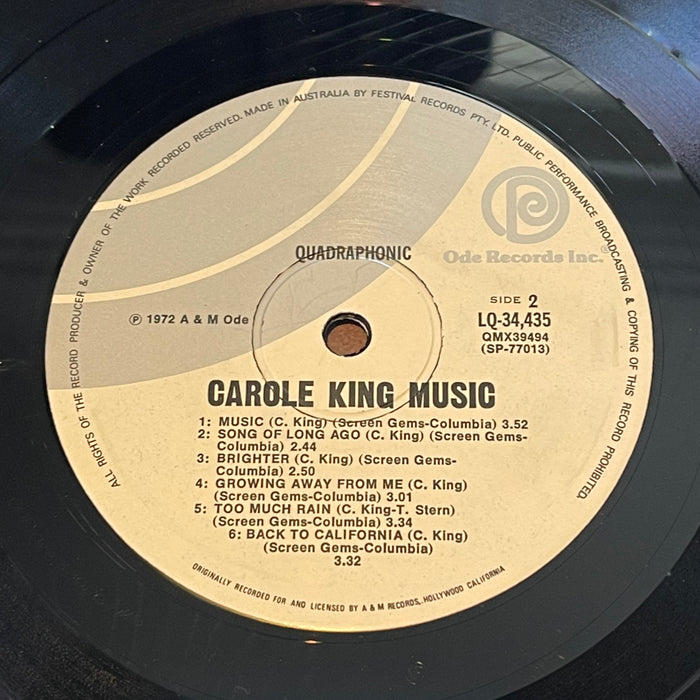 ALL RIGHTS OF THE RECORD PRODUCER & OWNER OF THE WORK RECORDED RESERVED. MADE IN AUSTRALIA BY FESTIVAL RECORDS PTY. LTD. PUBLIC PERFORMANCE BROADCASTING & COPYING OF THIS RECORD PROHIBITED.
Ode Records Inc.
QUADRAPHONIC
SIDE 2
℗ 1972 A & M Ode
LQ-34,435
QMX39494
(SP-77013)
CAROLE KING MUSIC
1: MUSIC (C. King) (Screen Gems-Columbia) 3.52
2: SONG OF LONG AGO (C. King) (Screen Gems-
Columbia) 2.44
3: BRIGHTER (C. King) (Screen Gems-
Columbia) 2.50
4: GROWING AWAY FROM ME (C. King)
(Screen Gems-Columbia) 3.01
5: TOO MUCH RAIN (C. King-T. Stern)
(Screen Gems-Columbia) 3.34
6: BACK TO CALIFORNIA (C. King)
(Screen Gems-Columbia)
3.32
ORIGINALLY RECORDED FOR AND LICENSED BY A & M RECORDS, HOLLYWOOD CALIFORNIA